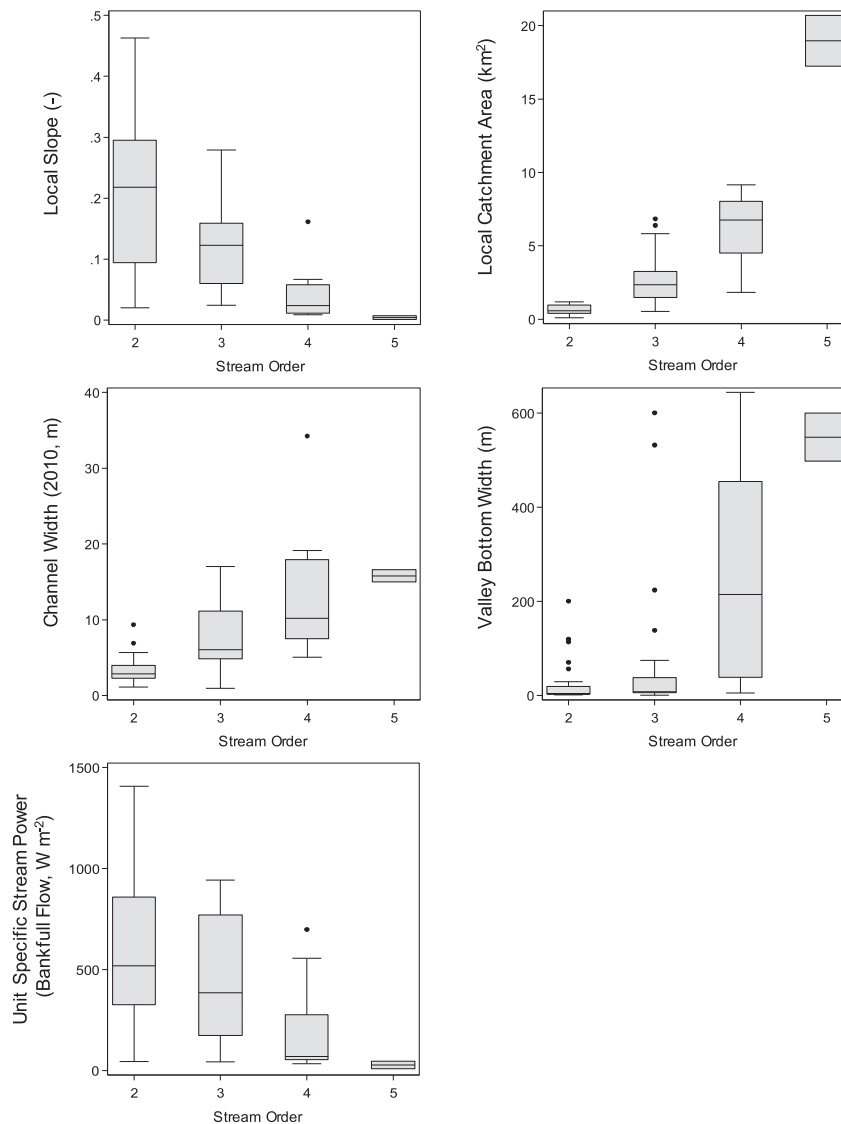 Local Slope (-)
.5
.4
.3
.2
.1
0
2 3 4 5
Stream Order
Local Catchment Area (km²)
20
15
10
5
0
2 3 4 5
Stream Order
Channel Width (2010, m)
40
30
20
10
0
2 3 4 5
Stream Order
Valley Bottom Width (m)
600
400
200
0
2 3 4 5
Stream Order
Unit Specific Stream Power
(Bankfull Flow, W m⁻²)
1500
1000
500
0
2 3 4 5
Stream Order